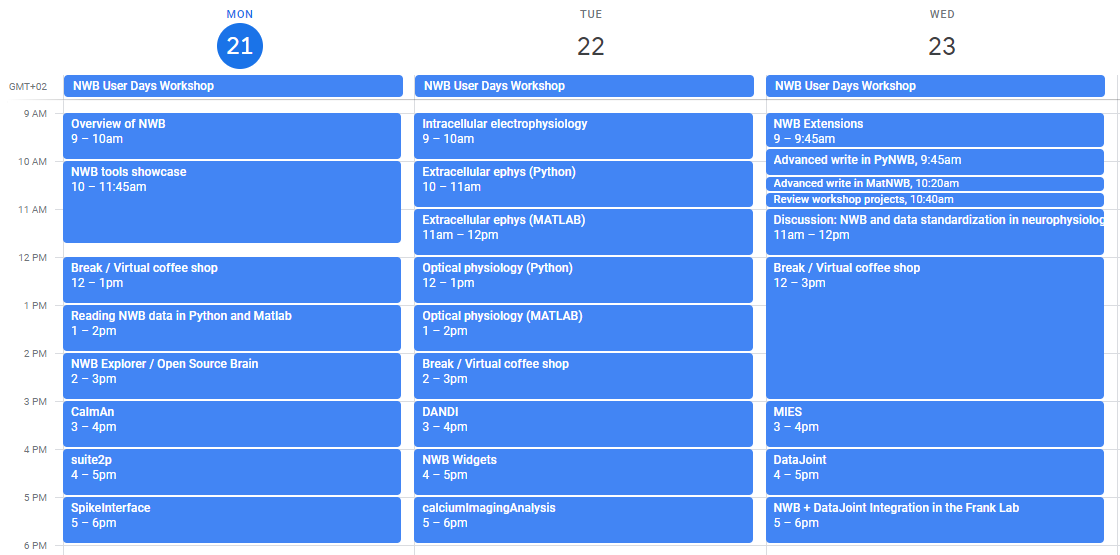 MON
TUE
WED
21
22
23
GMT+02
NWB User Days Workshop
NWB User Days Workshop
NWB User Days Workshop
9 AM
10 AM
11 AM
12 PM
1 PM
2 PM
3 PM
4 PM
5 PM
6 PM
Overview of NWB
9 – 10am
NWB tools showcase
10 – 11:45am
Break / Virtual coffee shop
12 – 1pm
Reading NWB data in Python and Matlab
1 – 2pm
NWB Explorer / Open Source Brain
2 – 3pm
CalmAn
3 – 4pm
suite2p
4 – 5pm
SpikeInterface
5 – 6pm
Intracellular electrophysiology
9 – 10am
Extracellular ephys (Python)
10 – 11am
Extracellular ephys (MATLAB)
11am – 12pm
Optical physiology (Python)
12 – 1pm
Optical physiology (MATLAB)
1 – 2pm
Break / Virtual coffee shop
2 – 3pm
DANDI
3 – 4pm
NWB Widgets
4 – 5pm
calciumImagingAnalysis
5 – 6pm
NWB Extensions
9 – 9:45am
Advanced write in PyNWB, 9:45am
Advanced write in MatNWB, 10:20am
Review workshop projects, 10:40am
Discussion: NWB and data standardization in neurophysiolog
11am – 12pm
Break / Virtual coffee shop
12 – 3pm
MIES
3 – 4pm
DataJoint
4 – 5pm
NWB + DataJoint Integration in the Frank Lab
5 – 6pm